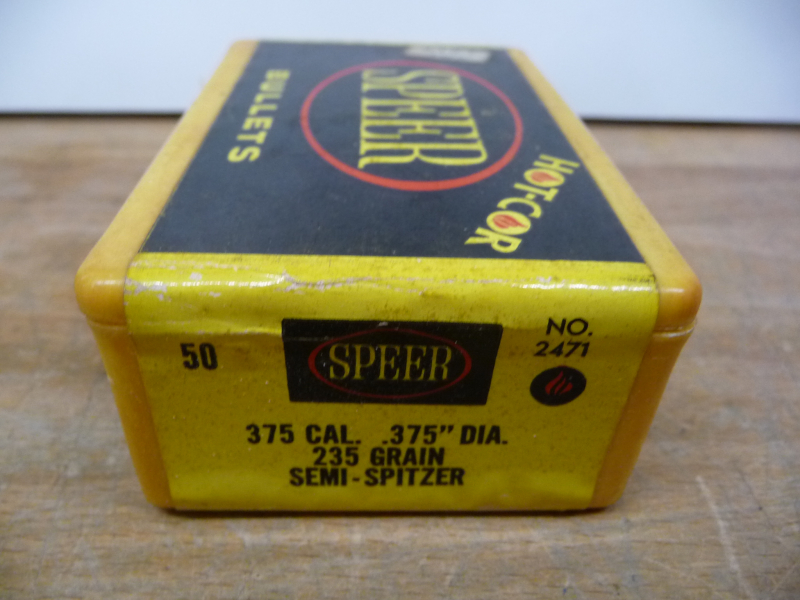 SPEER
BULLETS
HOT-COR
50
SPEER
NO.
2471
375 CAL. .375" DIA.
235 GRAIN
SEMI-SPITZER